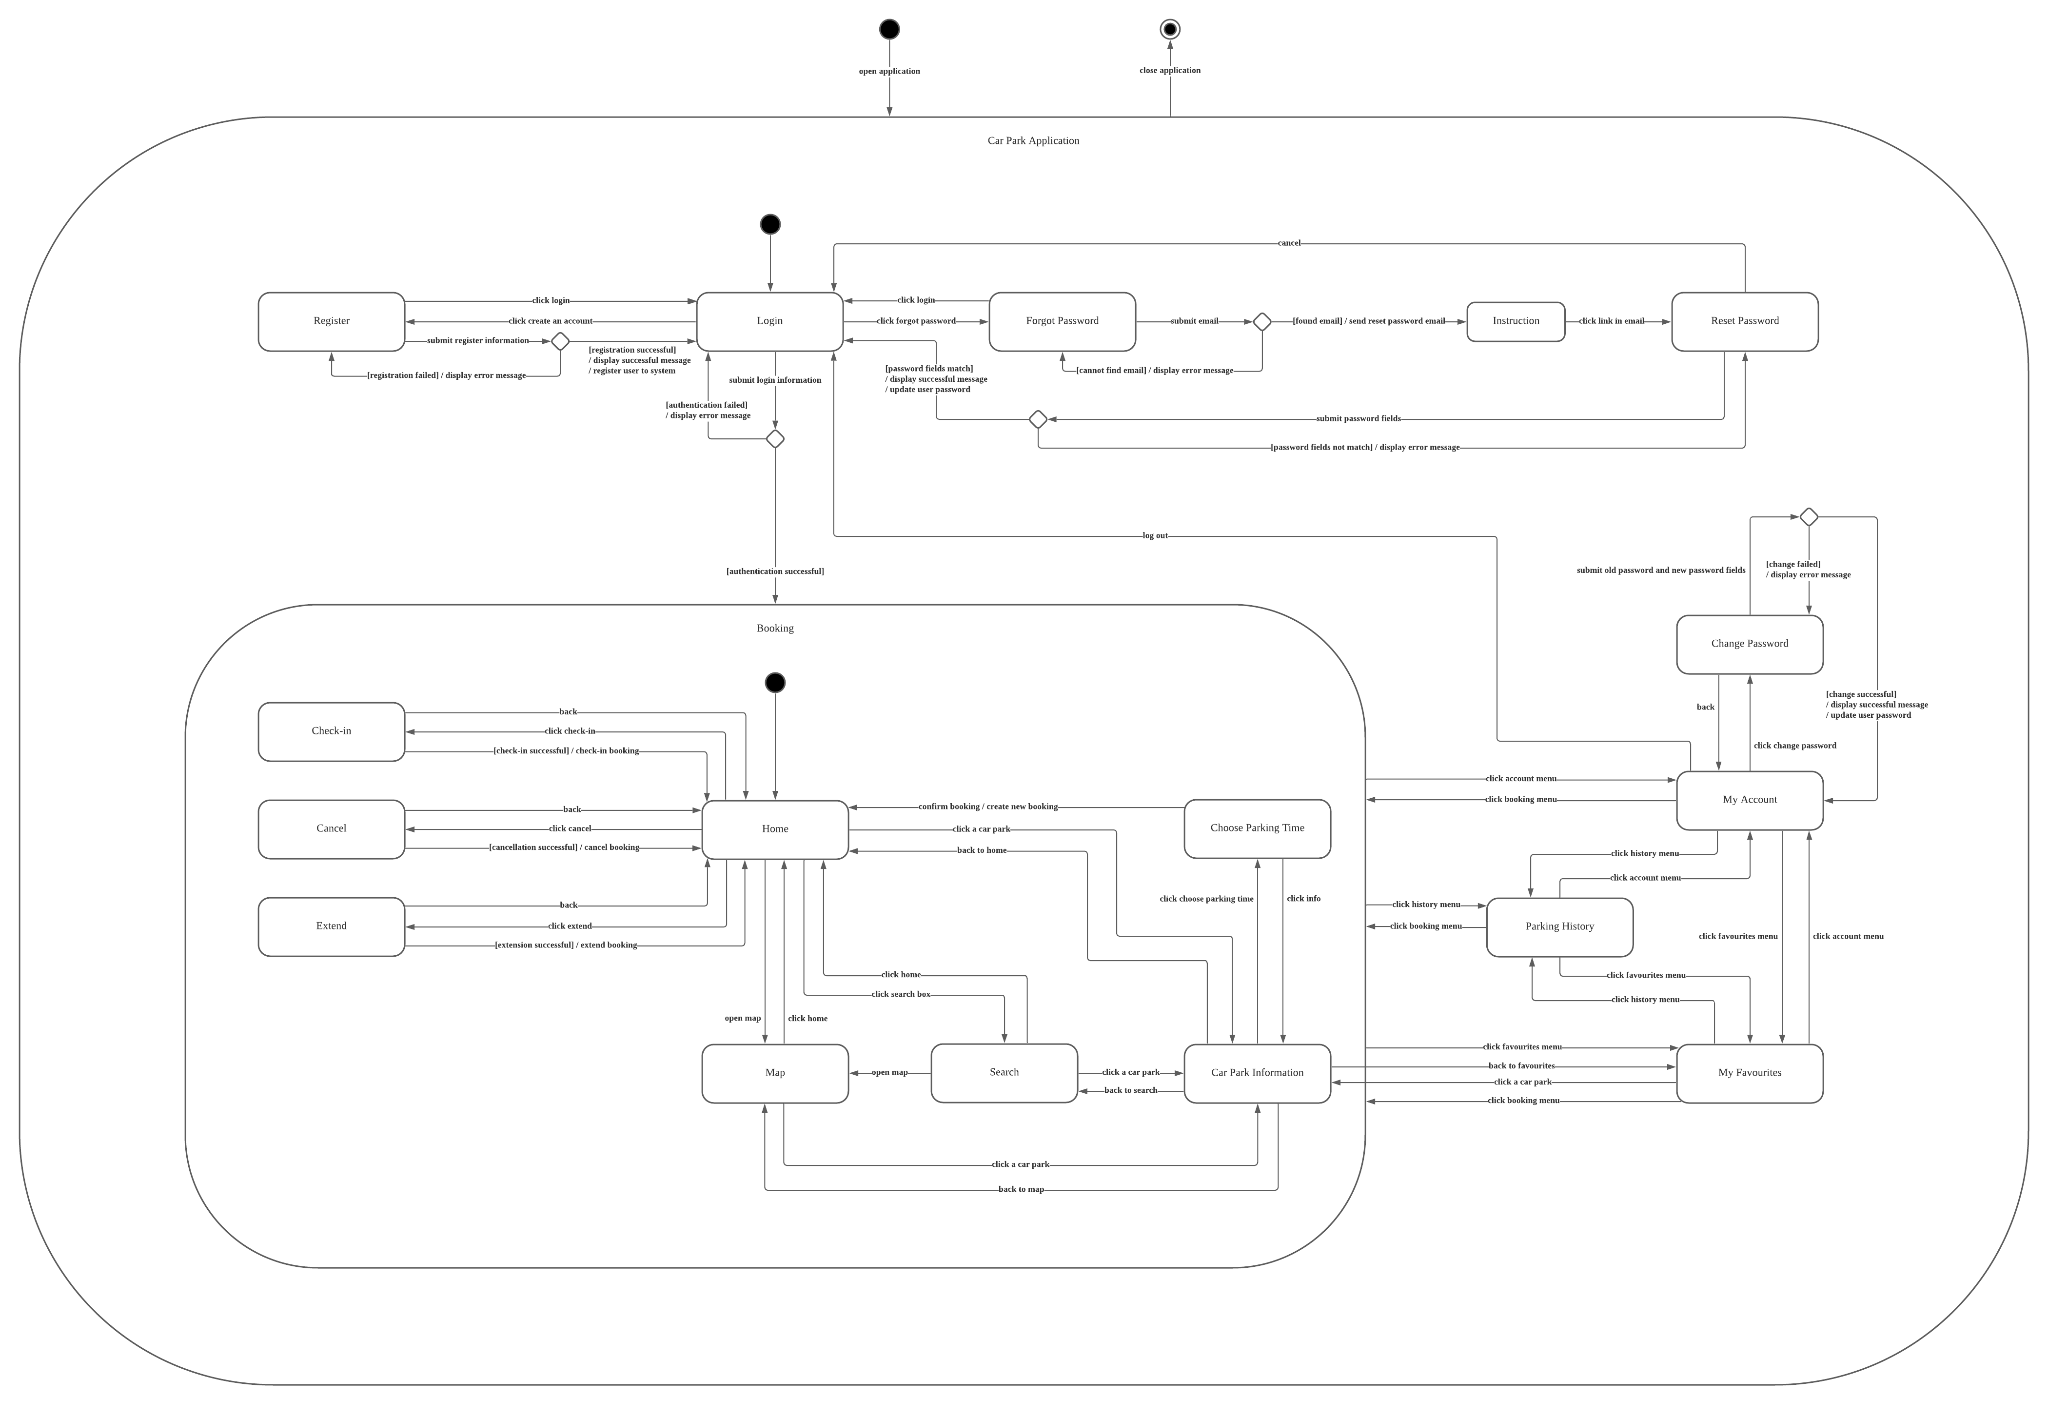 open application
close application
Car Park Application
cancel
click login
click login
Register
click create an account
Login
click forgot password
Forgot Password
submit email
[found email] / send reset password email
Instruction
click link in email
Reset Password
submit register information
[registration successful]
/ display successful message
/ register user to system
[registration failed] / display error message
submit login information
[password fields match]
/ display successful message
/ update user password
[cannot find email] / display error message
[authentication failed]
/ display error message
submit password fields
[password fields not match] / display error message
log out
[authentication successful]
submit old password and new password fields
[change failed]
/ display error message
Booking
Change Password
[change successful]
/ display successful message
/ update user password
back
click change password
back
Check-in
click check-in
[check-in successful] / check-in booking
click account menu
click booking menu
My Account
back
Cancel
click cancel
[cancellation successful] / cancel booking
Home
confirm booking / create new booking
click a car park
back to home
Choose Parking Time
click history menu
click account menu
back
Extend
click extend
[extension successful] / extend booking
click choose parking time
click info
click history menu
click booking menu
Parking History
click favourites menu
click account menu
click home
click search box
click favourites menu
click history menu
open map
click home
Map
open map
Search
click a car park
back to search
Car Park Information
click favourites menu
back to favourites
click a car park
click booking menu
My Favourites
click a car park
back to map